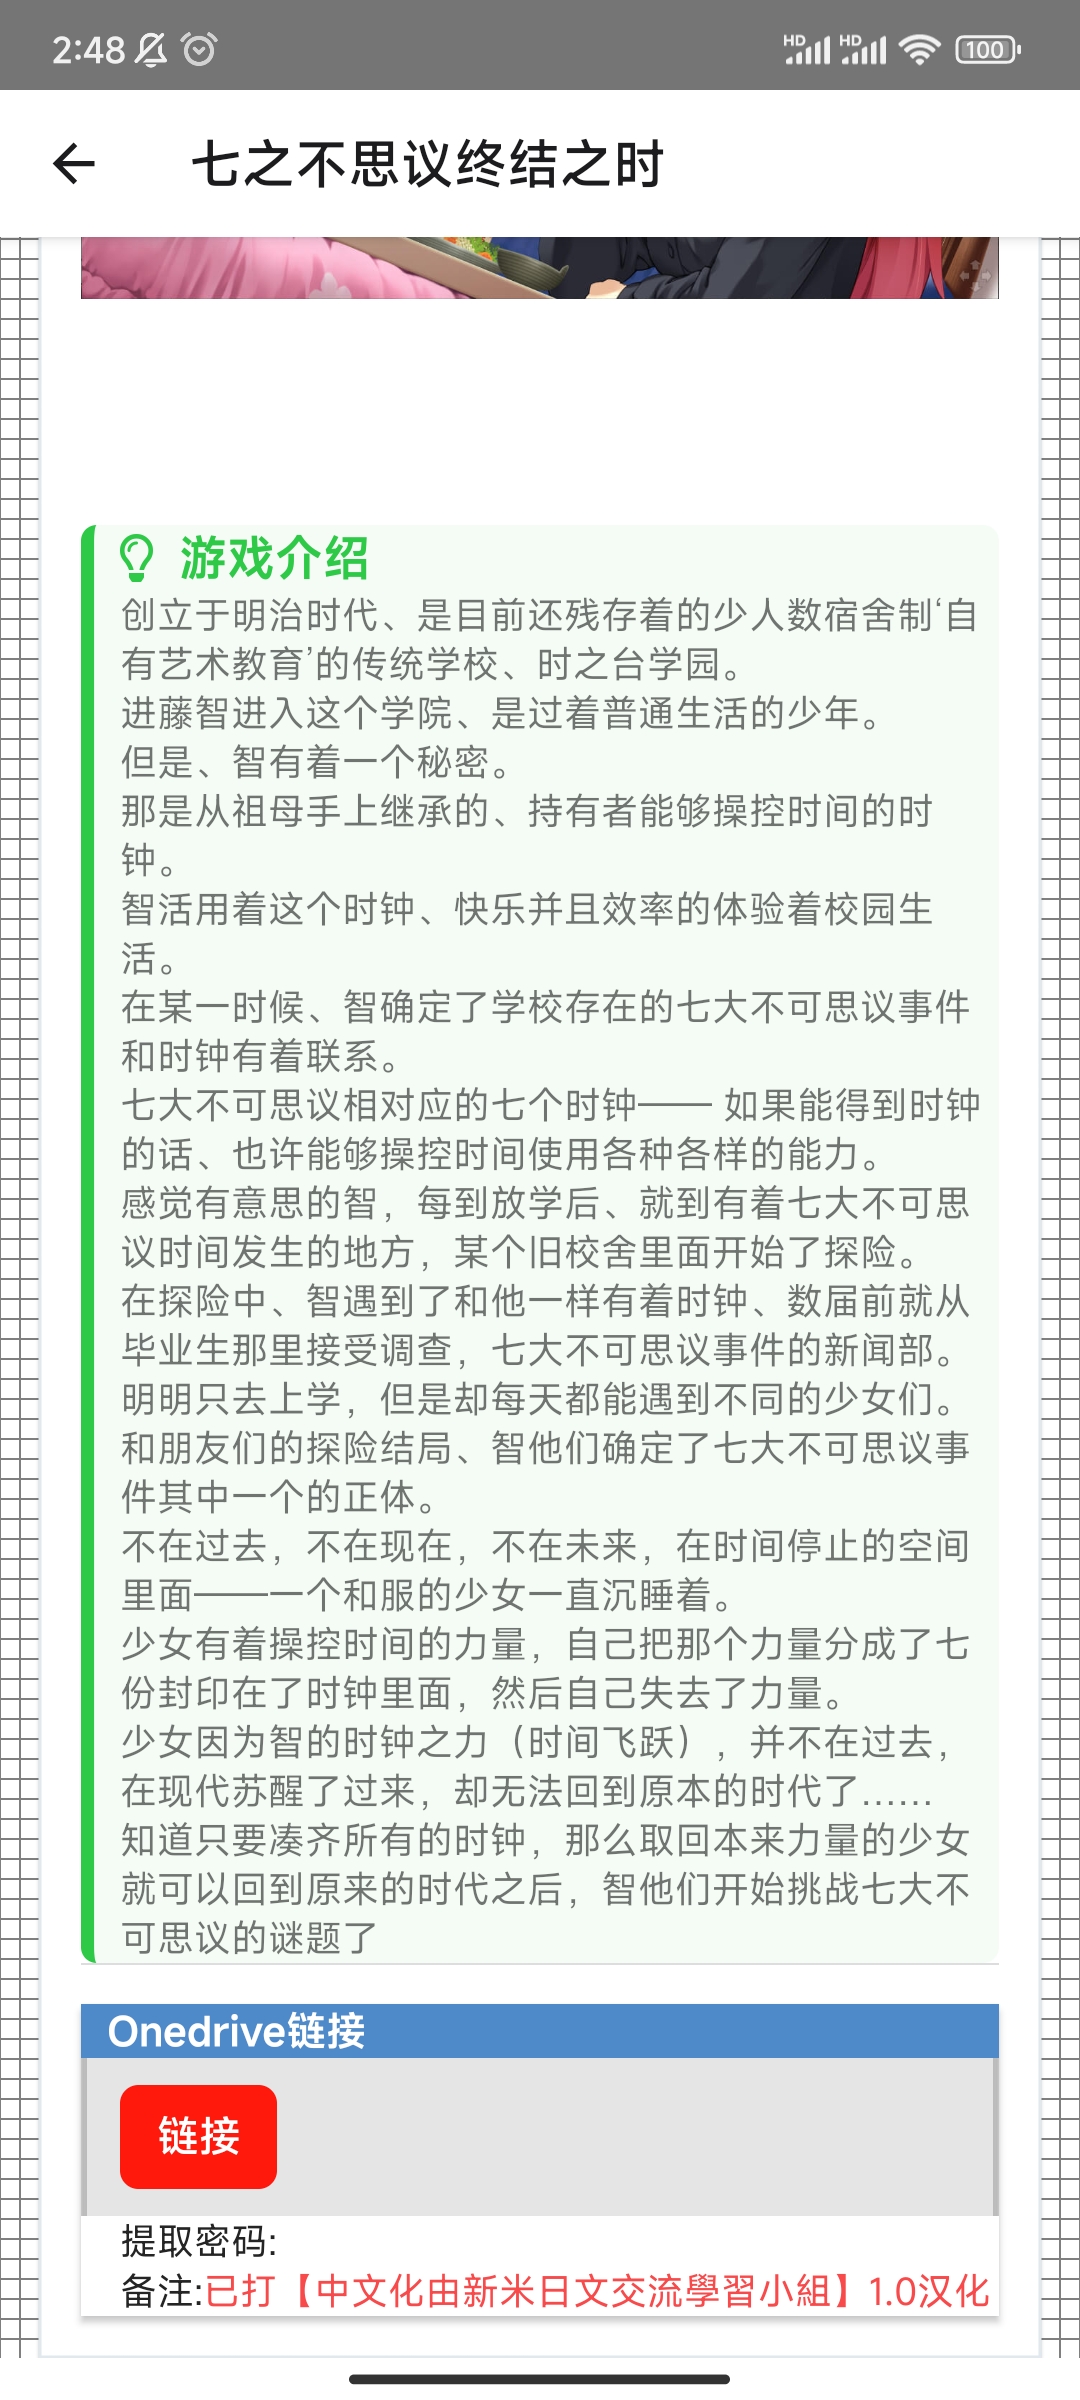 2:48
HD HD 100
七之不思议终结之时
游戏介绍
创立于明治时代、是目前还残存着的少人数宿舍制‘自
有艺术教育’的传统学校、时之台学园。
进藤智进入这个学院、是过着普通生活的少年。
但是、智有着一个秘密。
那是从祖母手上继承的、持有者能够操控时间的时
钟。
智活用着这个时钟、快乐并且效率的体验着校园生
活。
在某一时候、智确定了学校存在的七大不可思议事件
和时钟有着联系。
七大不可思议相对应的七个时钟—— 如果能得到时钟
的话、也许能够操控时间使用各种各样的能力。
感觉有意思的智，每到放学后、就到有着七大不可思
议时间发生的地方，某个旧校舍里面开始了探险。
在探险中、智遇到了和他一样有着时钟、数届前就从
毕业生那里接受调查，七大不可思议事件的新闻部。
明明只去上学，但是却每天都能遇到不同的少女们。
和朋友们的探险结局、智他们确定了七大不可思议事
件其中一个的正体。
不在过去，不在现在，不在未来，在时间停止的空间
里面——一个和服的少女一直沉睡着。
少女有着操控时间的力量，自己把那个力量分成了七
份封印在了时钟里面，然后自己失去了力量。
少女因为智的时钟之力（时间飞跃），并不在过去，
在现代苏醒了过来，却无法回到原本的时代了……
知道只要凑齐所有的时钟，那么取回本来力量的少女
就可以回到原来的时代之后，智他们开始挑战七大不
可思议的谜题了
Onedrive链接
链接
提取密码:
备注:已打【中文化由新米日文交流學習小組】1.0汉化